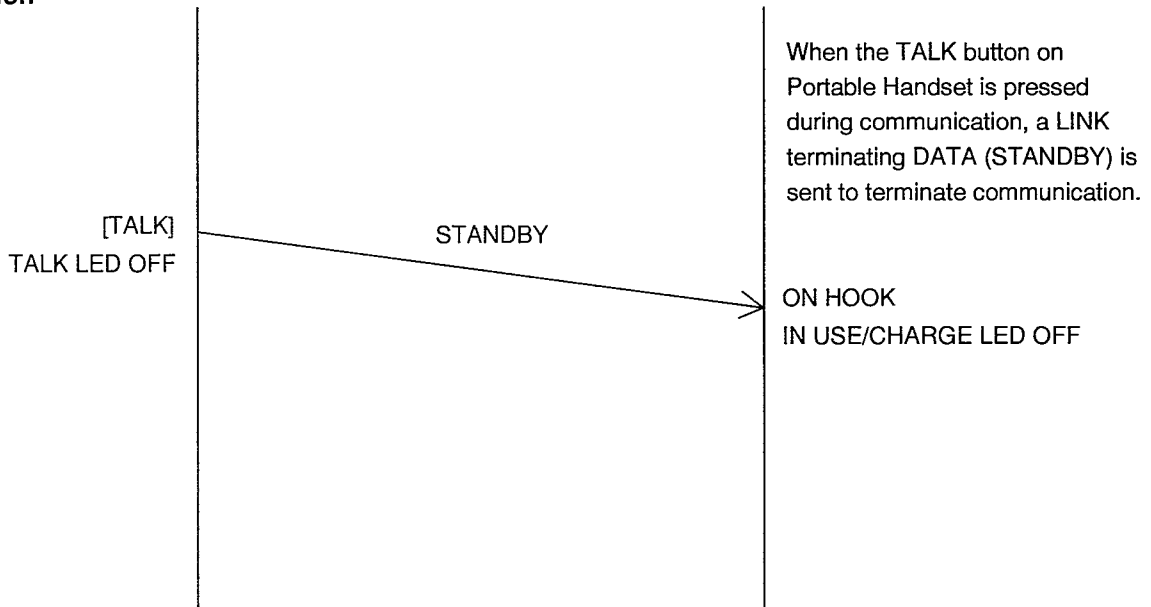 When the TALK button on
Portable Handset is pressed
during communication, a LINK
terminating DATA (STANDBY) is
sent to terminate communication.
[TALK]
STANDBY
TALK LED OFF
ON HOOK
IN USE/CHARGE LED OFF